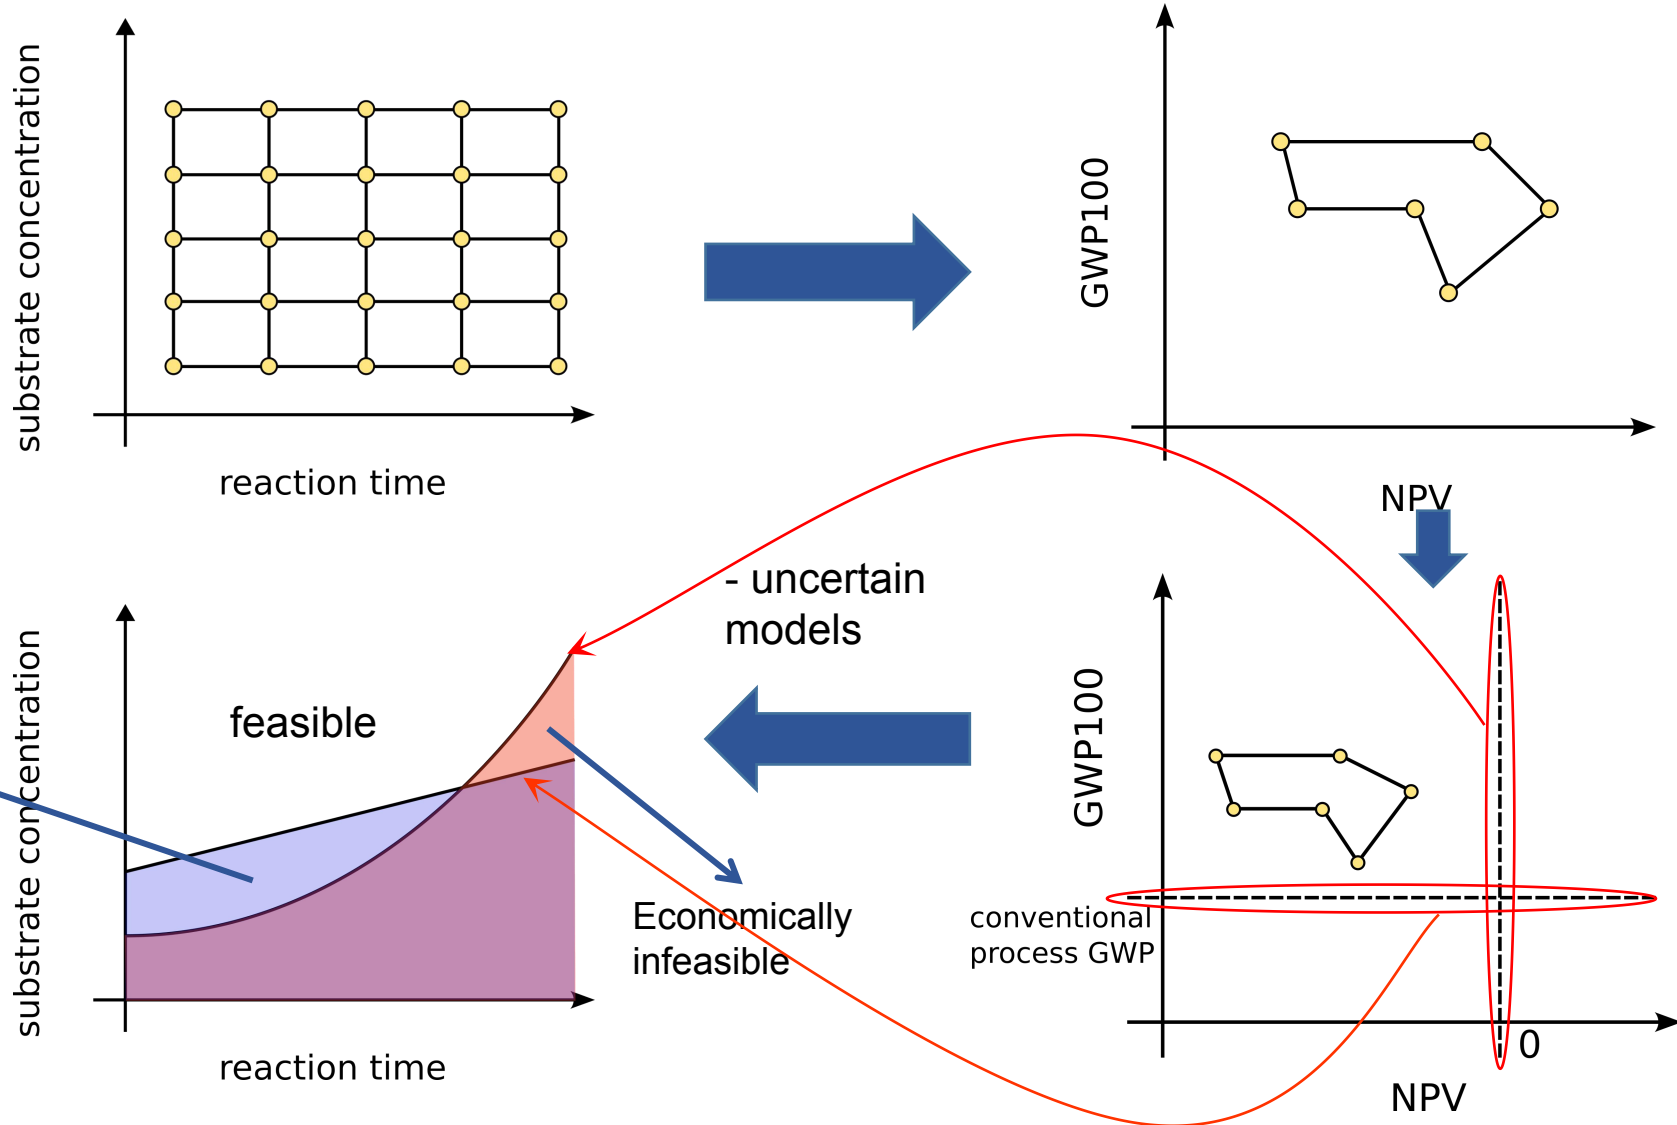 substrate concentration
reaction time
GWP100
NPV
- uncertain
models
substrate concentration
feasible
reaction time
Economically
infeasible
GWP100
conventional
process GWP
0
NPV